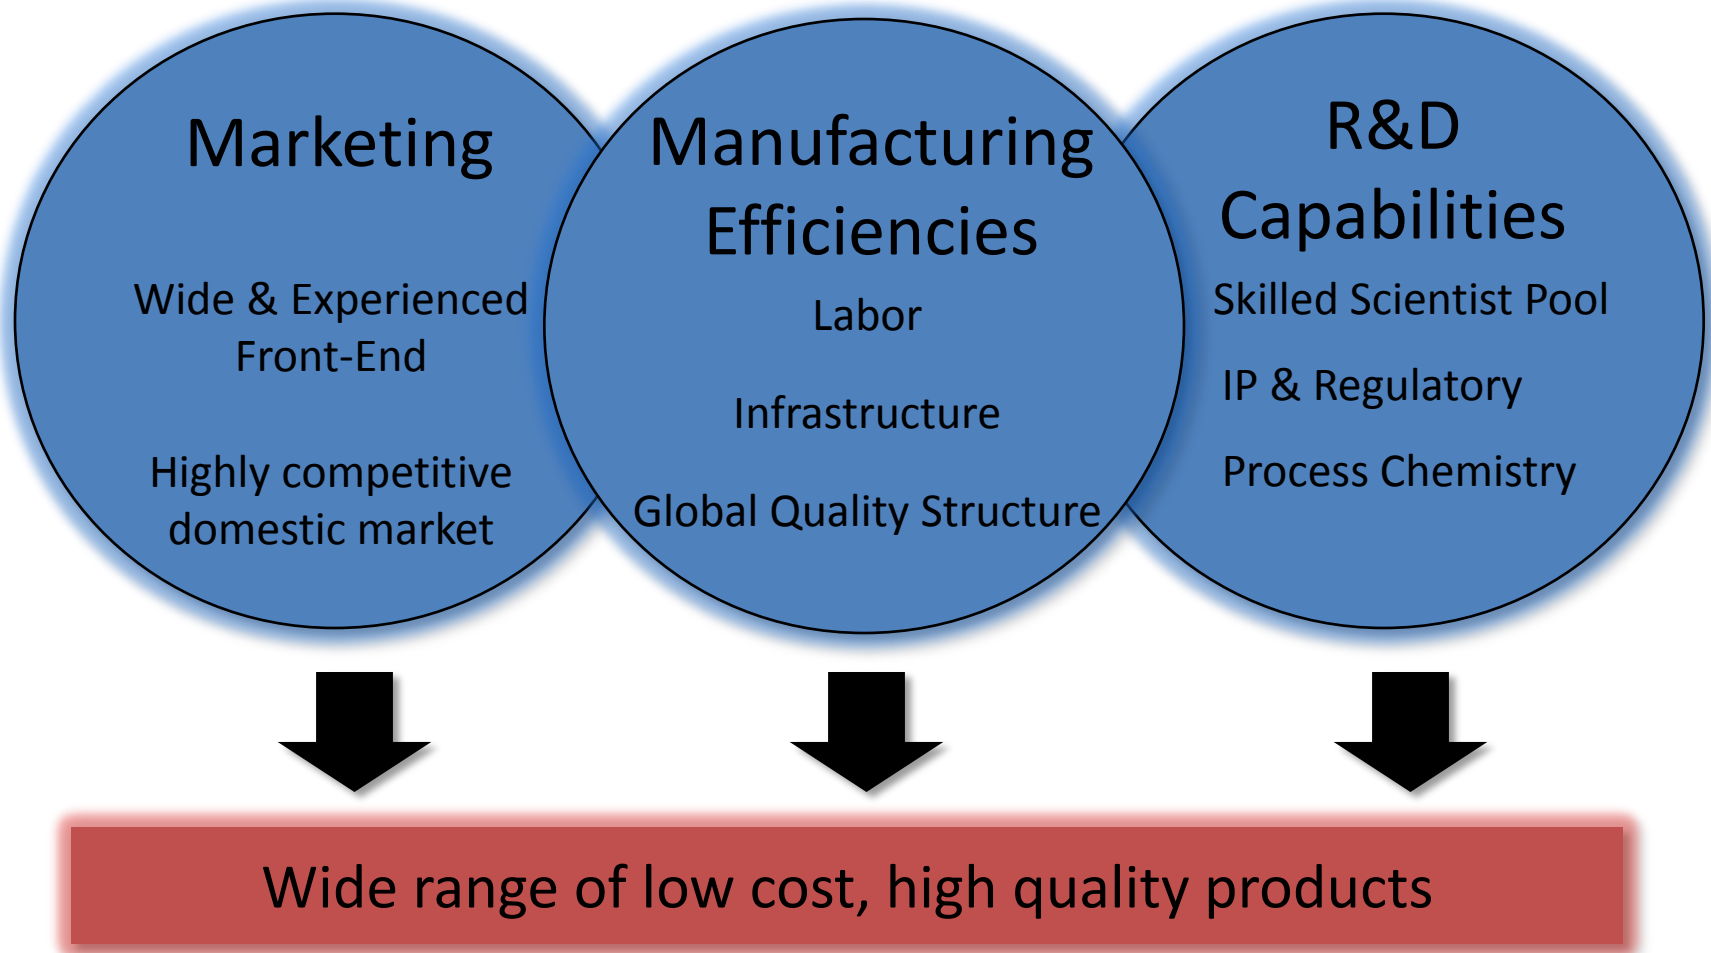 Marketing
Wide & Experienced
Front-End
Highly competitive
domestic market
Manufacturing
Efficiencies
Labor
Infrastructure
Global Quality Structure
R&D
Capabilities
Skilled Scientist Pool
IP & Regulatory
Process Chemistry
Wide range of low cost, high quality products